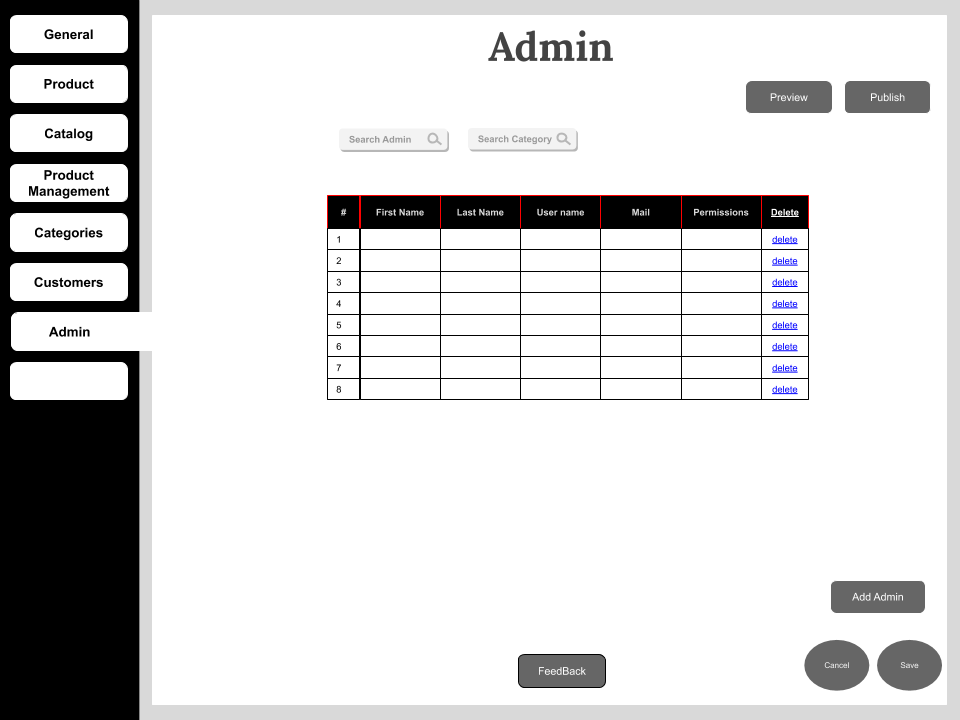 General
Product
Catalog
Product
Management
Categories
Customers
Admin
Admin
Preview
Publish
Search Admin
Search Category
# First Name Last Name User name Mail Permissions Delete
1 delete
2 delete
3 delete
4 delete
5 delete
6 delete
7 delete
8 delete
Add Admin
FeedBack
Cancel
Save